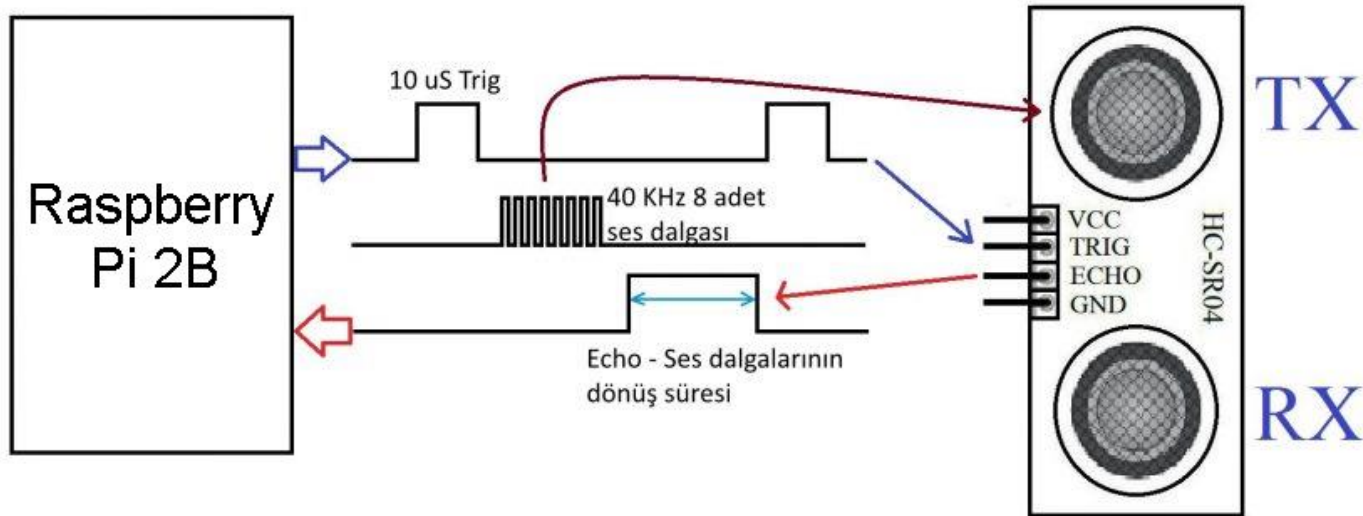 Raspberry
Pi 2B
10 uS Trig
40 KHz 8 adet
ses dalgası
Echo - Ses dalgalarının
dönüş süresi
VCC
TRIG
ECHO
GND
HC-SR04
TX
RX